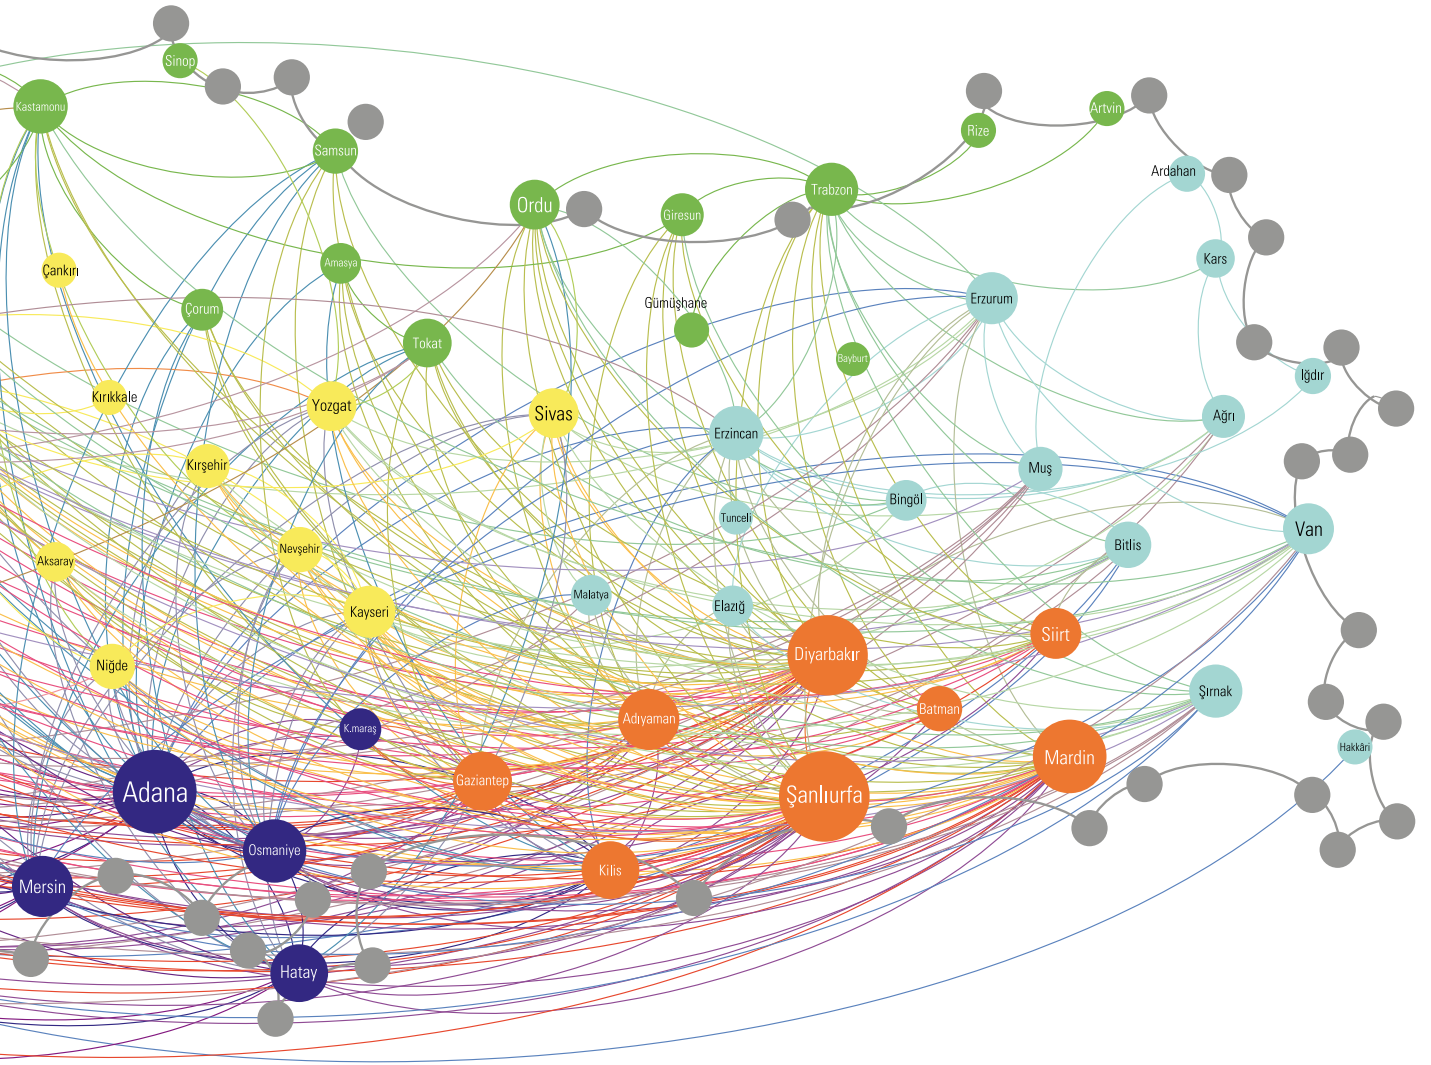 Sinop
Kastamonu
Samsun
Rize
Artvin
Ardahan
Trabzon
Ordu
Giresun
Çankırı
Amasya
Kars
Çorum
Gümüşhane
Erzurum
Tokat
Bayburt
Iğdır
Kırıkkale
Yozgat
Sivas
Ağrı
Erzincan
Kırşehir
Muş
Bingöl
Tunceli
Van
Aksaray
Nevşehir
Bitlis
Malatya
Elazığ
Kayseri
Siirt
Diyarbakır
Niğde
Şırnak
Batman
Adıyaman
K.maraş
Hakkâri
Mardin
Gaziantep
Adana
Şanlıurfa
Osmaniye
Kilis
Mersin
Hatay